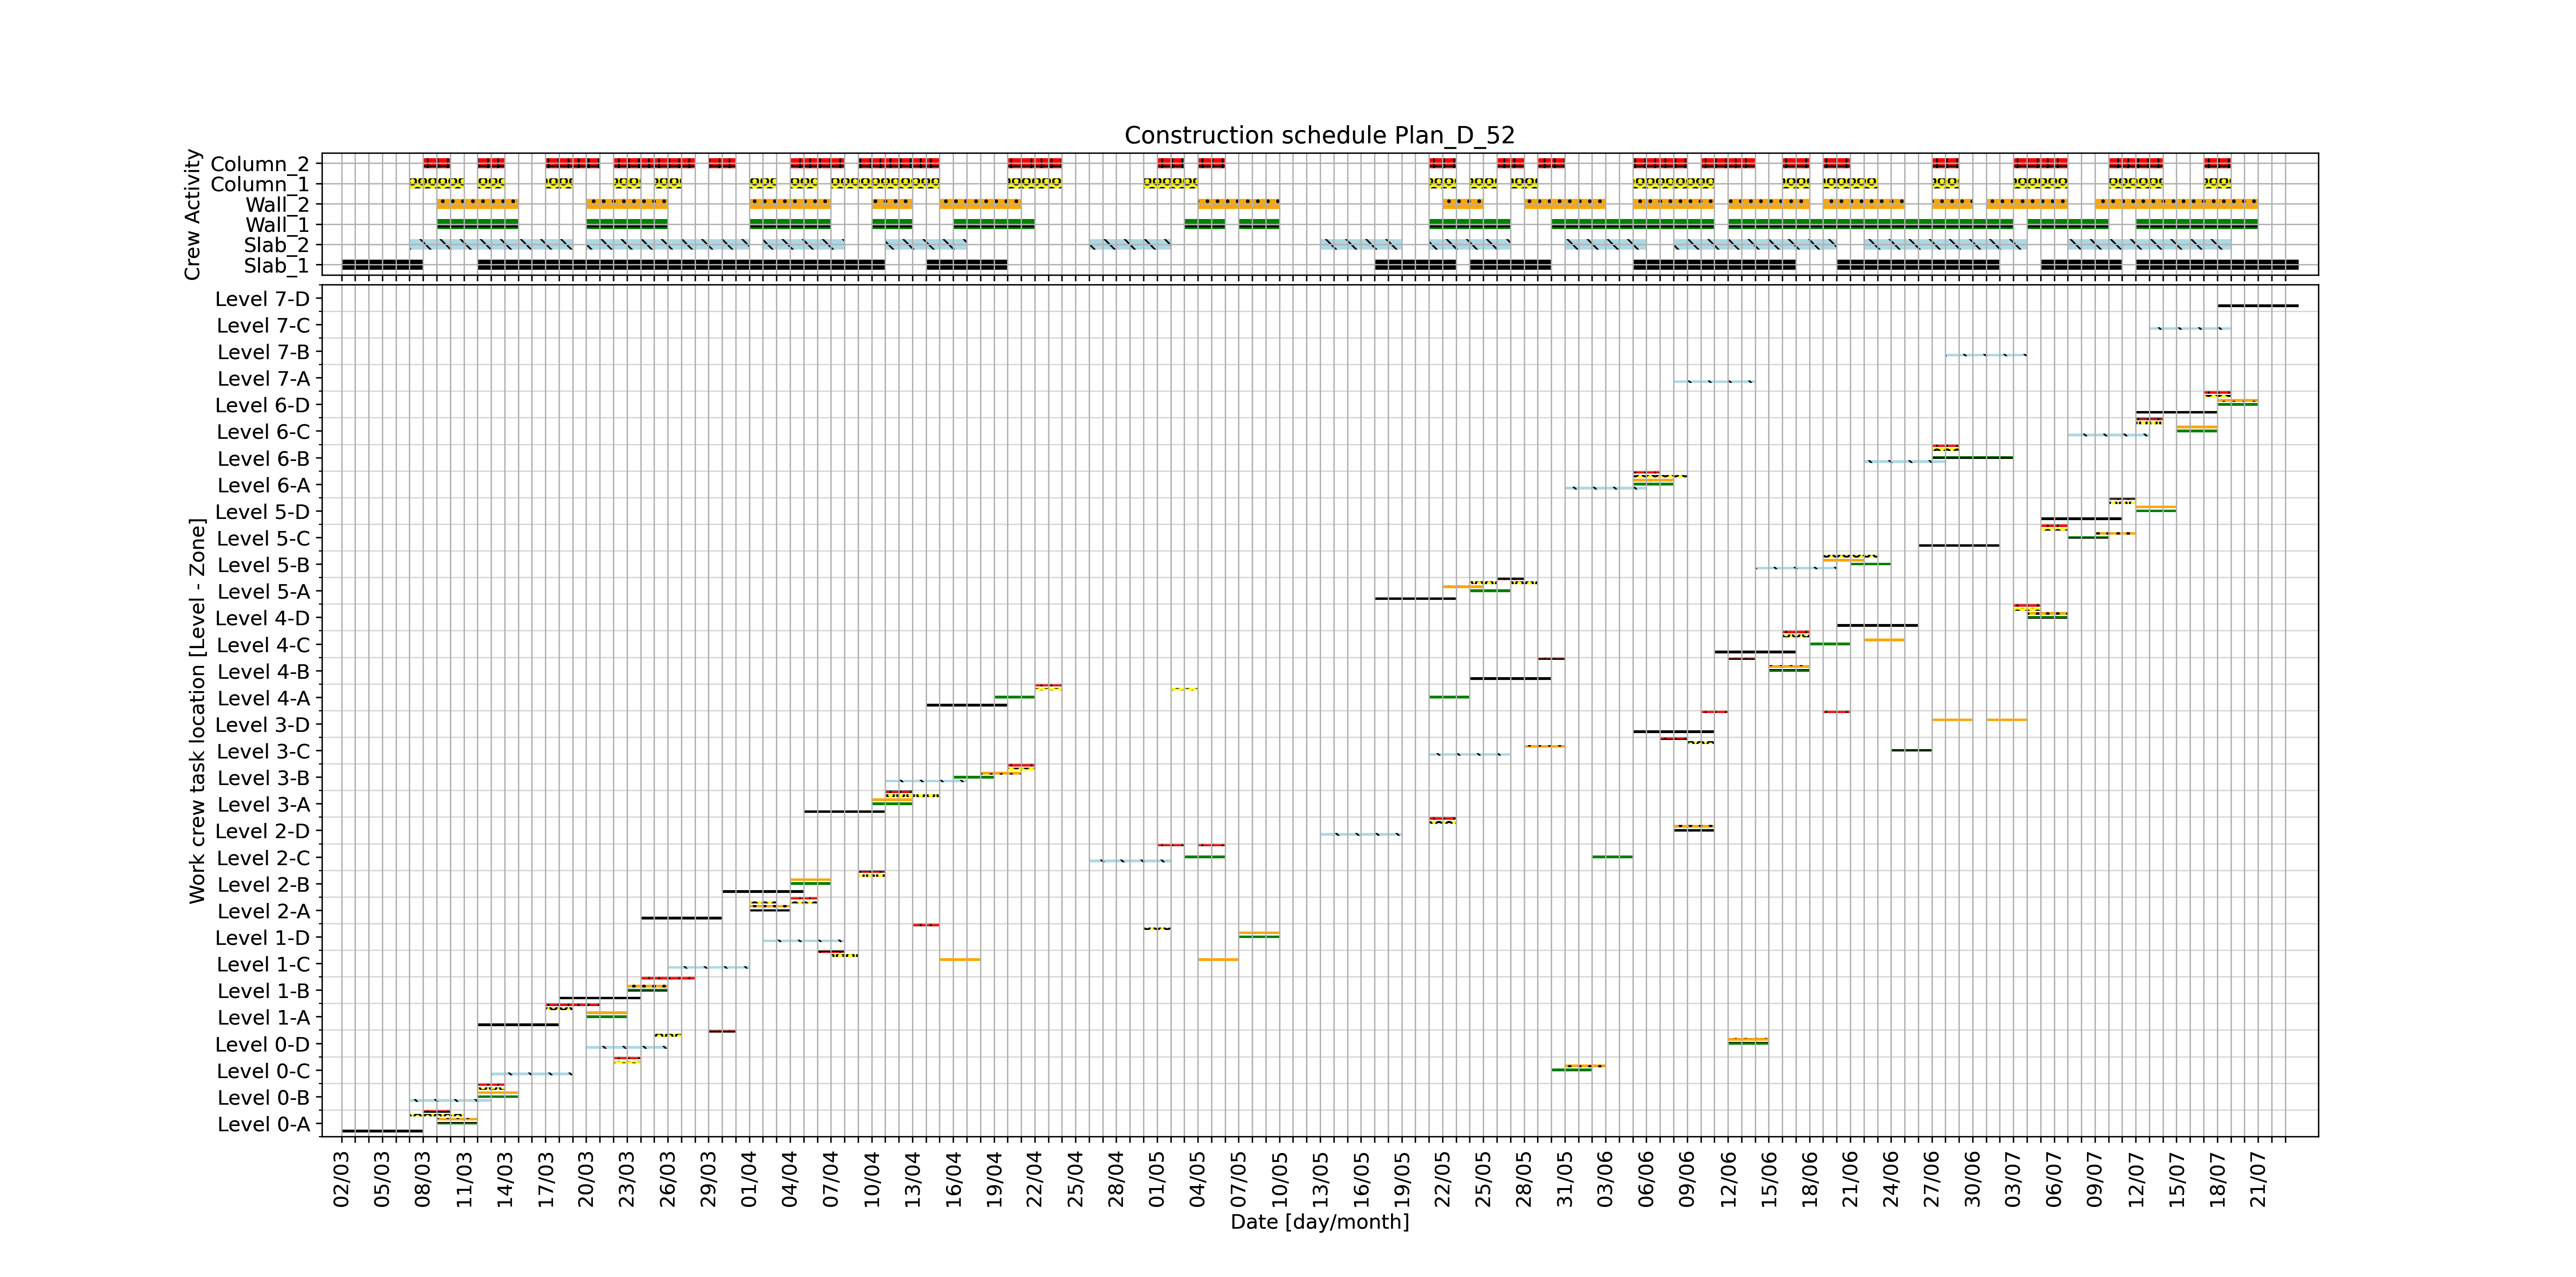 Construction schedule Plan_D_52
Crew Activity
Column_2
Column_1
Wall_2
Wall_1
Slab_2
Slab_1
Work crew task location [Level - Zone]
Level 7-D
Level 7-C
Level 7-B
Level 7-A
Level 6-D
Level 6-C
Level 6-B
Level 6-A
Level 5-D
Level 5-C
Level 5-B
Level 5-A
Level 4-D
Level 4-C
Level 4-B
Level 4-A
Level 3-D
Level 3-C
Level 3-B
Level 3-A
Level 2-D
Level 2-C
Level 2-B
Level 2-A
Level 1-D
Level 1-C
Level 1-B
Level 1-A
Level 0-D
Level 0-C
Level 0-B
Level 0-A
02/03 05/03 08/03 11/03 14/03 17/03 20/03 23/03 26/03 29/03 01/04 04/04 07/04 10/04 13/04 16/04 19/04 22/04 25/04 28/04 01/05 04/05 07/05 10/05 13/05 16/05 19/05 22/05 25/05 28/05 31/05 03/06 06/06 09/06 12/06 15/06 18/06 21/06 24/06 27/06 30/06 03/07 06/07 09/07 12/07 15/07 18/07 21/07
Date [day/month]